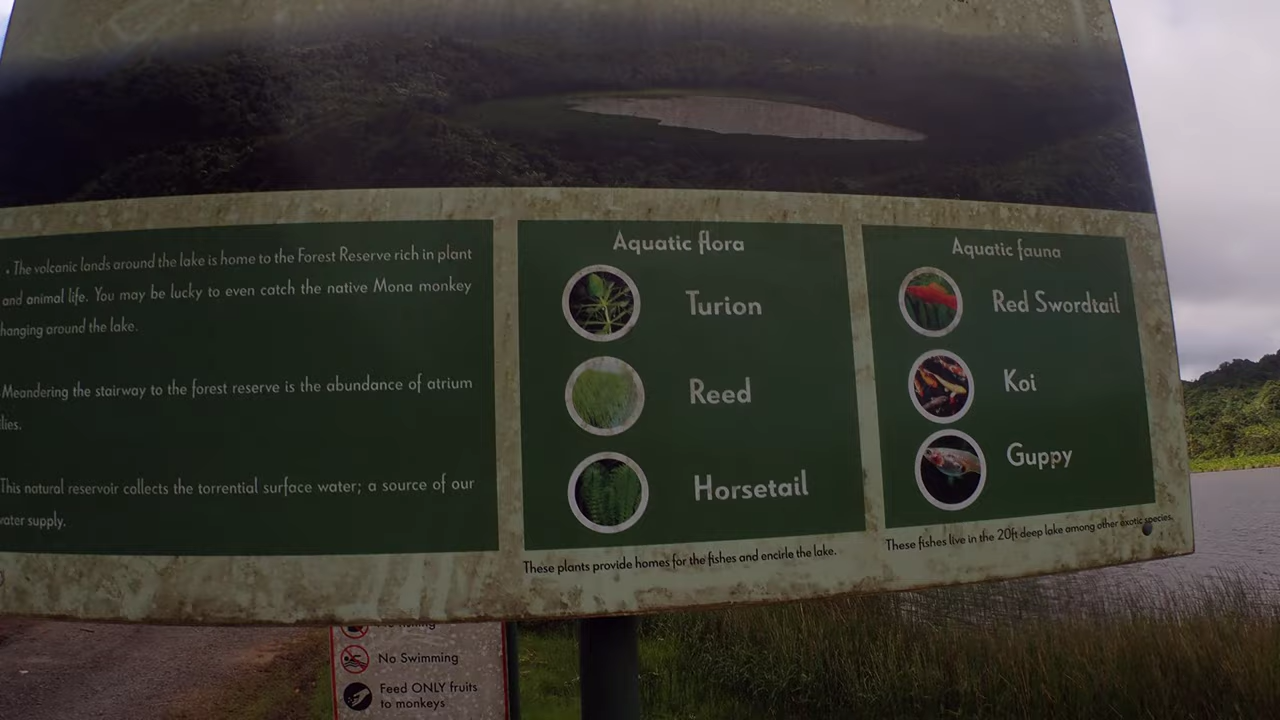 • The volcanic lands around the lake is home to the Forest Reserve rich in plant
and animal life. You may be lucky to even catch the native Mona monkey
hanging around the lake.
Meandering the stairway to the forest reserve is the abundance of atrium
lies.
This natural reservoir collects the torrential surface water; a source of our
water supply.
Aquatic flora
Turion
Reed
Horsetail
These plants provide homes for the fishes and encirle the lake.
Aquatic fauna
Red Swordtail
Koi
Guppy
These fishes live in the 20ft deep lake among other exotic species.
No Swimming
Feed ONLY fruits
to monkeys